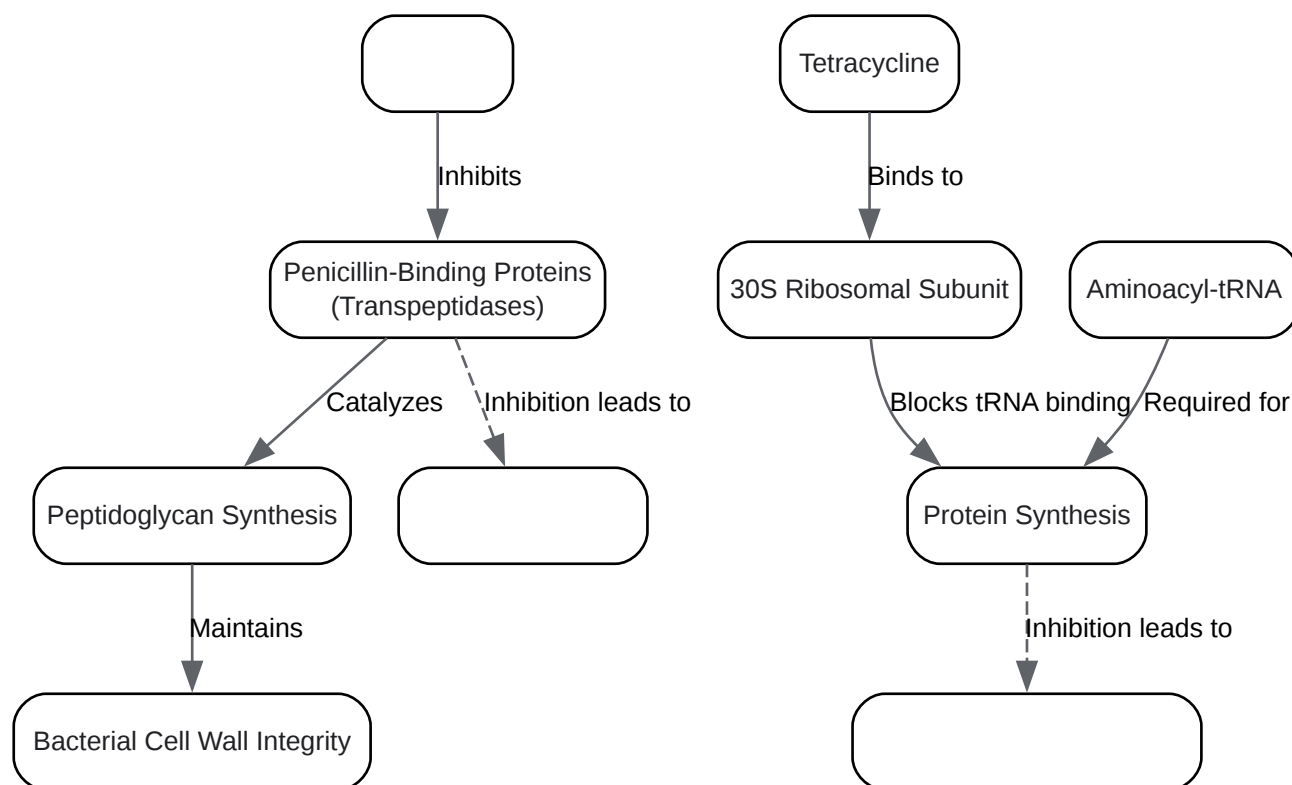 Tetracycline
Inhibits
Binds to
Penicillin-Binding Proteins
(Transpeptidases)
30S Ribosomal Subunit
Aminoacyl-tRNA
Catalyzes
Inhibition leads to
Blocks tRNA binding
Required for
Peptidoglycan Synthesis
Protein Synthesis
Maintains
Inhibition leads to
Bacterial Cell Wall Integrity